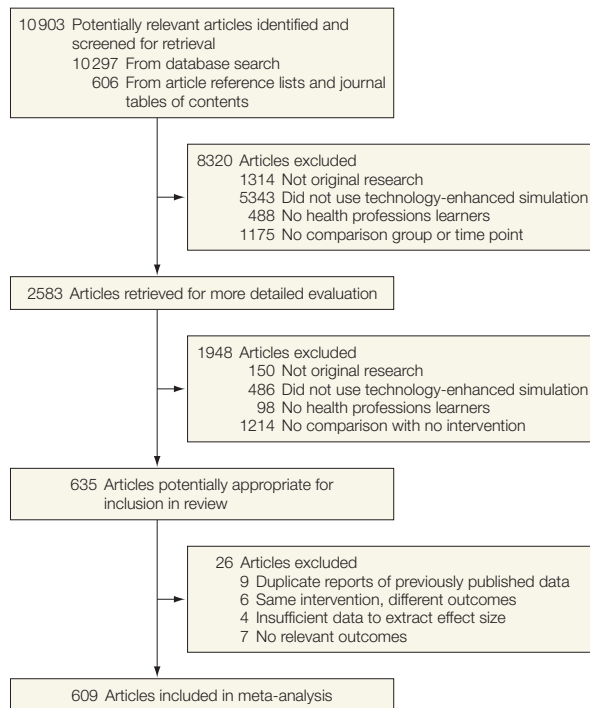 10903 Potentially relevant articles identified and
screened for retrieval
10297 From database search
606 From article reference lists and journal
tables of contents
8320 Articles excluded
1314 Not original research
5343 Did not use technology-enhanced simulation
488 No health professions learners
1175 No comparison group or time point
2583 Articles retrieved for more detailed evaluation
1948 Articles excluded
150 Not original research
486 Did not use technology-enhanced simulation
98 No health professions learners
1214 No comparison with no intervention
635 Articles potentially appropriate for
inclusion in review
26 Articles excluded
9 Duplicate reports of previously published data
6 Same intervention, different outcomes
4 Insufficient data to extract effect size
7 No relevant outcomes
609 Articles included in meta-analysis